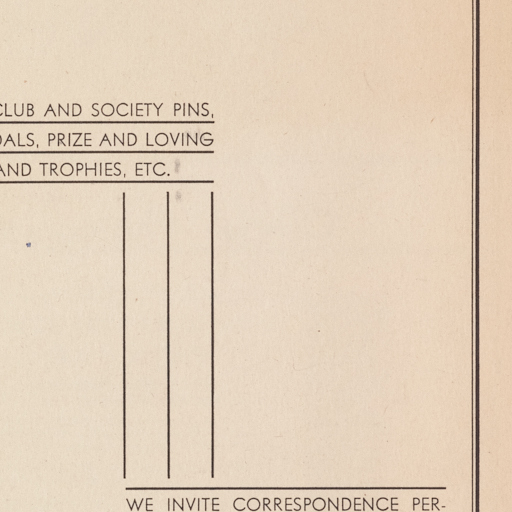 CLUB AND SOCIETY PINS,
DALS, PRIZE AND LOVING
AND TROPHIES, ETC.
WE INVITE CORRESPONDENCE PER-